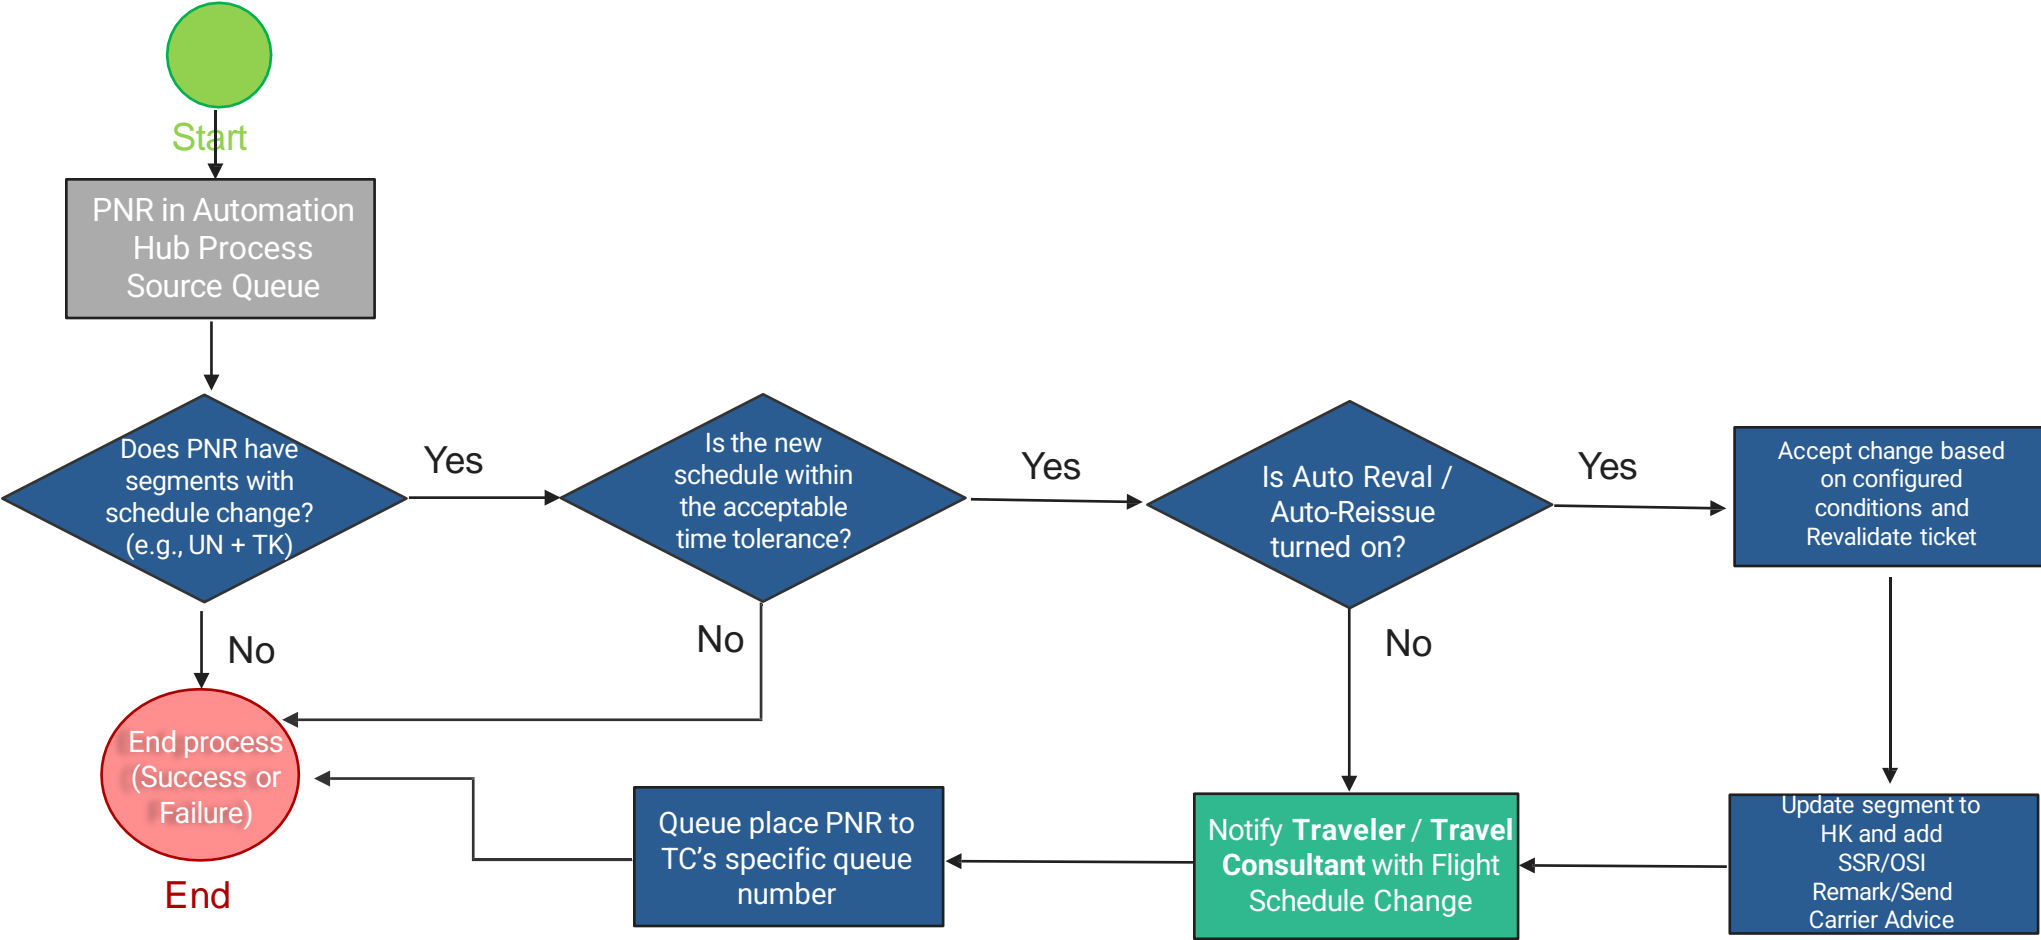 Start
PNR in Automation
Hub Process
Source Queue
Does PNR have
segments with
schedule change?
(e.g., UN + TK)
Yes
Is the new
schedule within
the acceptable
time tolerance?
Yes
Is Auto Reval /
Auto-Reissue
turned on?
Yes
Accept change based
on configured
conditions and
Revalidate ticket
No
No
No
End process
(Success or
Failure)
End
Queue place PNR to
TC’s specific queue
number
Notify Traveler / Travel
Consultant with Flight
Schedule Change
Update segment to
HK and add
SSR/OSI
Remark/Send
Carrier Advice